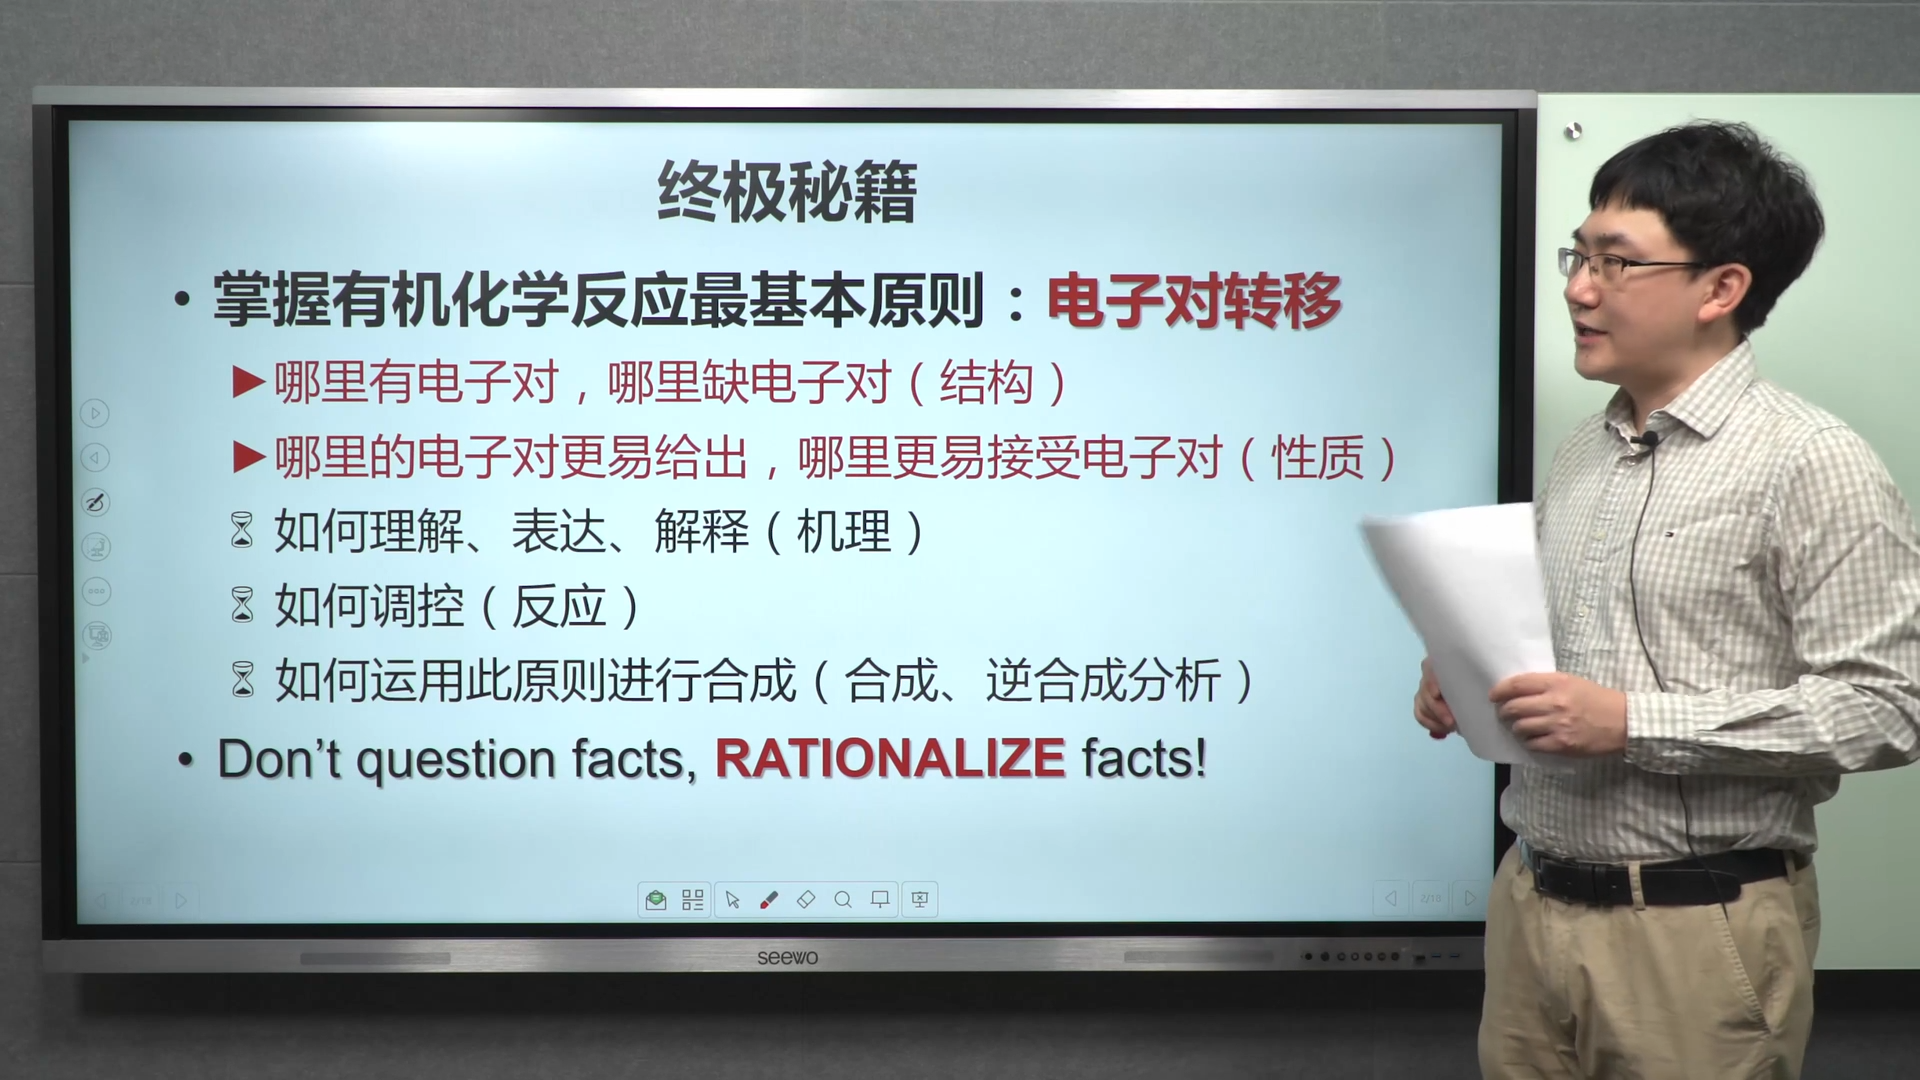 终极秘籍
• 掌握有机化学反应最基本原则：电子对转移
▶哪里有电子对，哪里缺电子对（结构）
▶哪里的电子对更易给出，哪里更易接受电子对（性质）
如何理解、表达、解释（机理）
如何调控（反应）
如何运用此原则进行合成（合成、逆合成分析）
• Don’t question facts, RATIONALIZE facts!
2/18
seewo